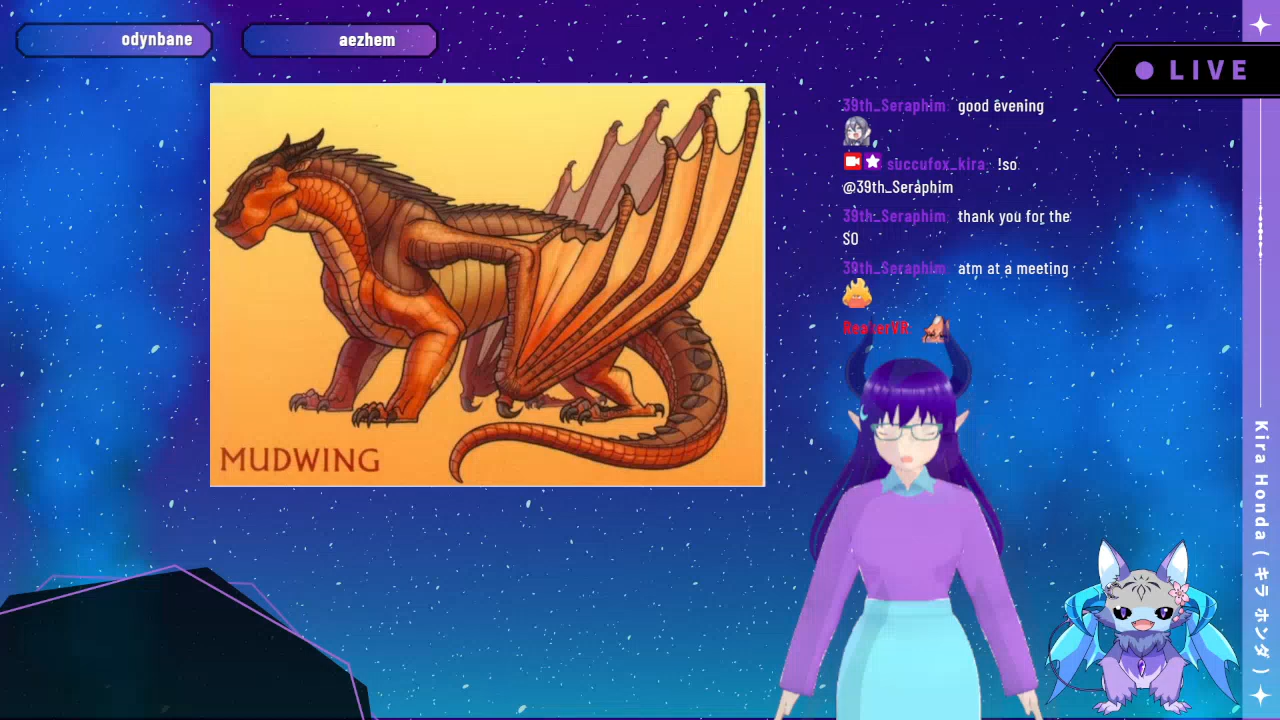 odynbane
aezhem
LIVE
39th_Seraphim: good evening
succufox_kira: !so
@39th_Seraphim
39th_Seraphim: thank you for the
SO
39th_Seraphim: atm at a meeting
ReaterVR:
MUDWING
Kira Honda ( キラ ホンダ )